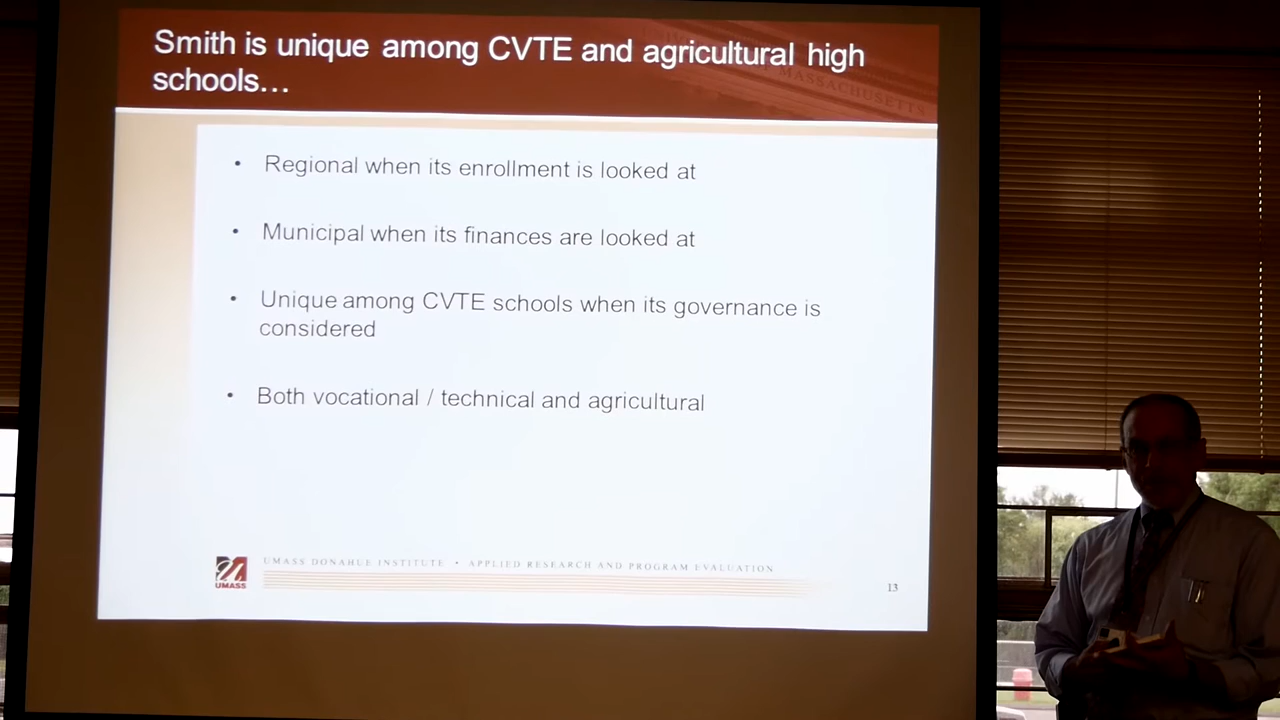 Smith is unique among CVTE and agricultural high
schools…
OF MASSACHUSETTS
• Regional when its enrollment is looked at
• Municipal when its finances are looked at
• Unique among CVTE schools when its governance is
considered
• Both vocational / technical and agricultural
UMASS
UMASS DONAHUE INSTITUTE • APPLIED RESEARCH AND PROGRAM EVALUATION
13